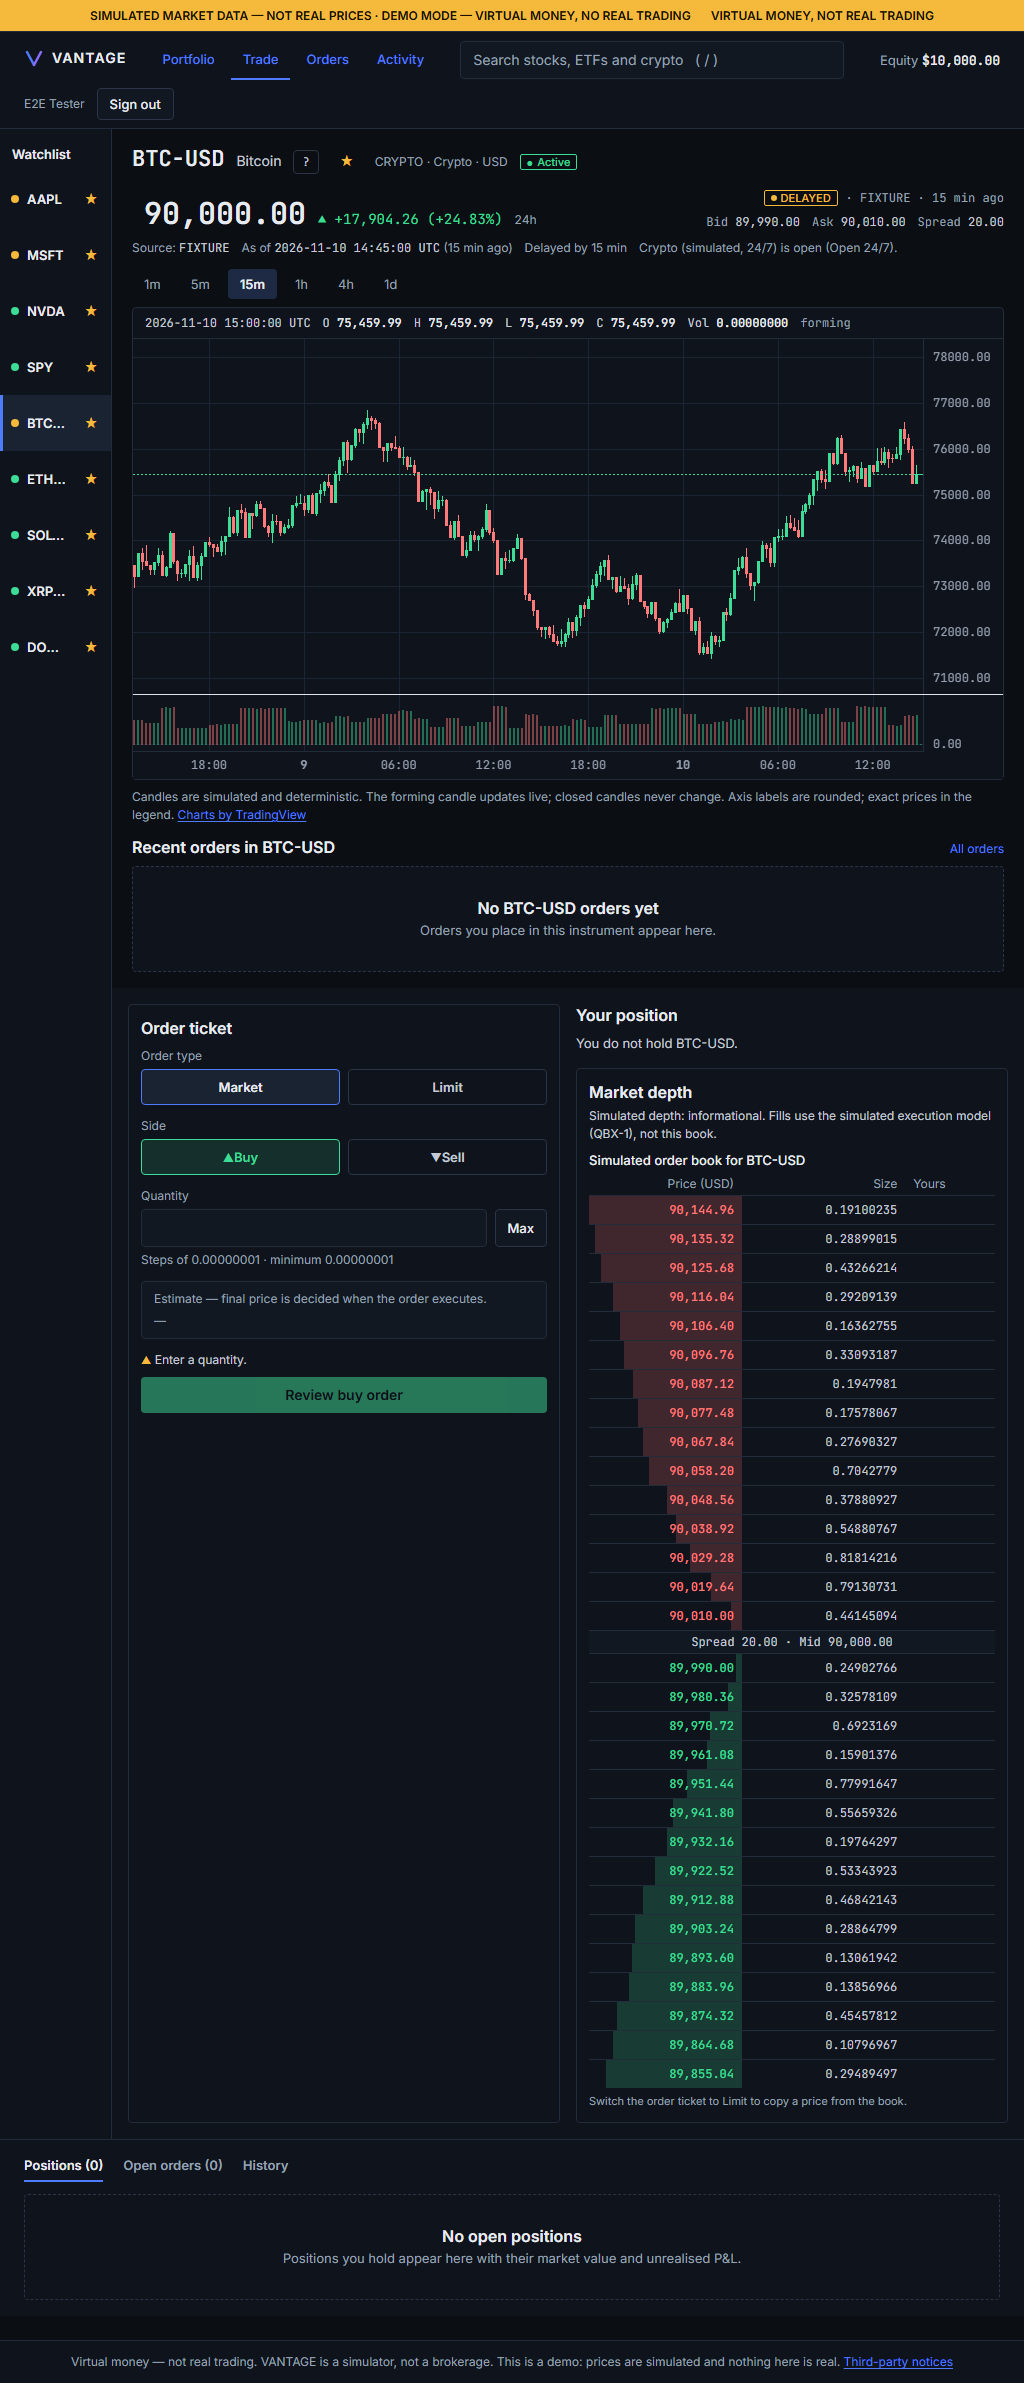 SIMULATED MARKET DATA — NOT REAL PRICES · DEMO MODE — VIRTUAL MONEY, NO REAL TRADING VIRTUAL MONEY, NOT REAL TRADING
VANTAGE Portfolio Trade Orders Activity Search stocks, ETFs and crypto ( / ) Equity $10,000.00
E2E Tester Sign out
Watchlist
AAPL ★
MSFT ★
NVDA ★
SPY ★
BTC... ★
ETH... ★
SOL... ★
XRP... ★
DO... ★
BTC-USD Bitcoin ? ★ CRYPTO · Crypto · USD ● Active
90,000.00 ▲ +17,904.26 (+24.83%) 24h
● DELAYED · FIXTURE · 15 min ago
Bid 89,990.00 Ask 90,010.00 Spread 20.00
Source: FIXTURE As of 2026-11-10 14:45:00 UTC (15 min ago) Delayed by 15 min Crypto (simulated, 24/7) is open (Open 24/7).
1m 5m 15m 1h 4h 1d
2026-11-10 15:00:00 UTC O 75,459.99 H 75,459.99 L 75,459.99 C 75,459.99 Vol 0.00000000 forming
78000.00
77000.00
76000.00
75000.00
74000.00
73000.00
72000.00
71000.00
0.00
18:00 9 06:00 12:00 18:00 10 06:00 12:00
Candles are simulated and deterministic. The forming candle updates live; closed candles never change. Axis labels are rounded; exact prices in the
legend. Charts by TradingView
Recent orders in BTC-USD All orders
No BTC-USD orders yet
Orders you place in this instrument appear here.
Order ticket
Order type
Market Limit
Side
▲Buy ▼Sell
Quantity
Max
Steps of 0.00000001 · minimum 0.00000001
Estimate — final price is decided when the order executes.
—
▲ Enter a quantity.
Review buy order
Your position
You do not hold BTC-USD.
Market depth
Simulated depth: informational. Fills use the simulated execution model
(QBX-1), not this book.
Simulated order book for BTC-USD
Price (USD) Size Yours
90,144.96 0.19100235
90,135.32 0.28899015
90,125.68 0.43266214
90,116.04 0.29209139
90,106.40 0.16362755
90,096.76 0.33093187
90,087.12 0.1947981
90,077.48 0.17578067
90,067.84 0.27690327
90,058.20 0.7042779
90,048.56 0.37880927
90,038.92 0.54880767
90,029.28 0.81814216
90,019.64 0.79130731
90,010.00 0.44145094
Spread 20.00 · Mid 90,000.00
89,990.00 0.24902766
89,980.36 0.32578109
89,970.72 0.6923169
89,961.08 0.15901376
89,951.44 0.77991647
89,941.80 0.55659326
89,932.16 0.19764297
89,922.52 0.53343923
89,912.88 0.46842143
89,903.24 0.28864799
89,893.60 0.13061942
89,883.96 0.13856966
89,874.32 0.45457812
89,864.68 0.10796967
89,855.04 0.29489497
Switch the order ticket to Limit to copy a price from the book.
Positions (0) Open orders (0) History
No open positions
Positions you hold appear here with their market value and unrealised P&L.
Virtual money — not real trading. VANTAGE is a simulator, not a brokerage. This is a demo: prices are simulated and nothing here is real. Third-party notices